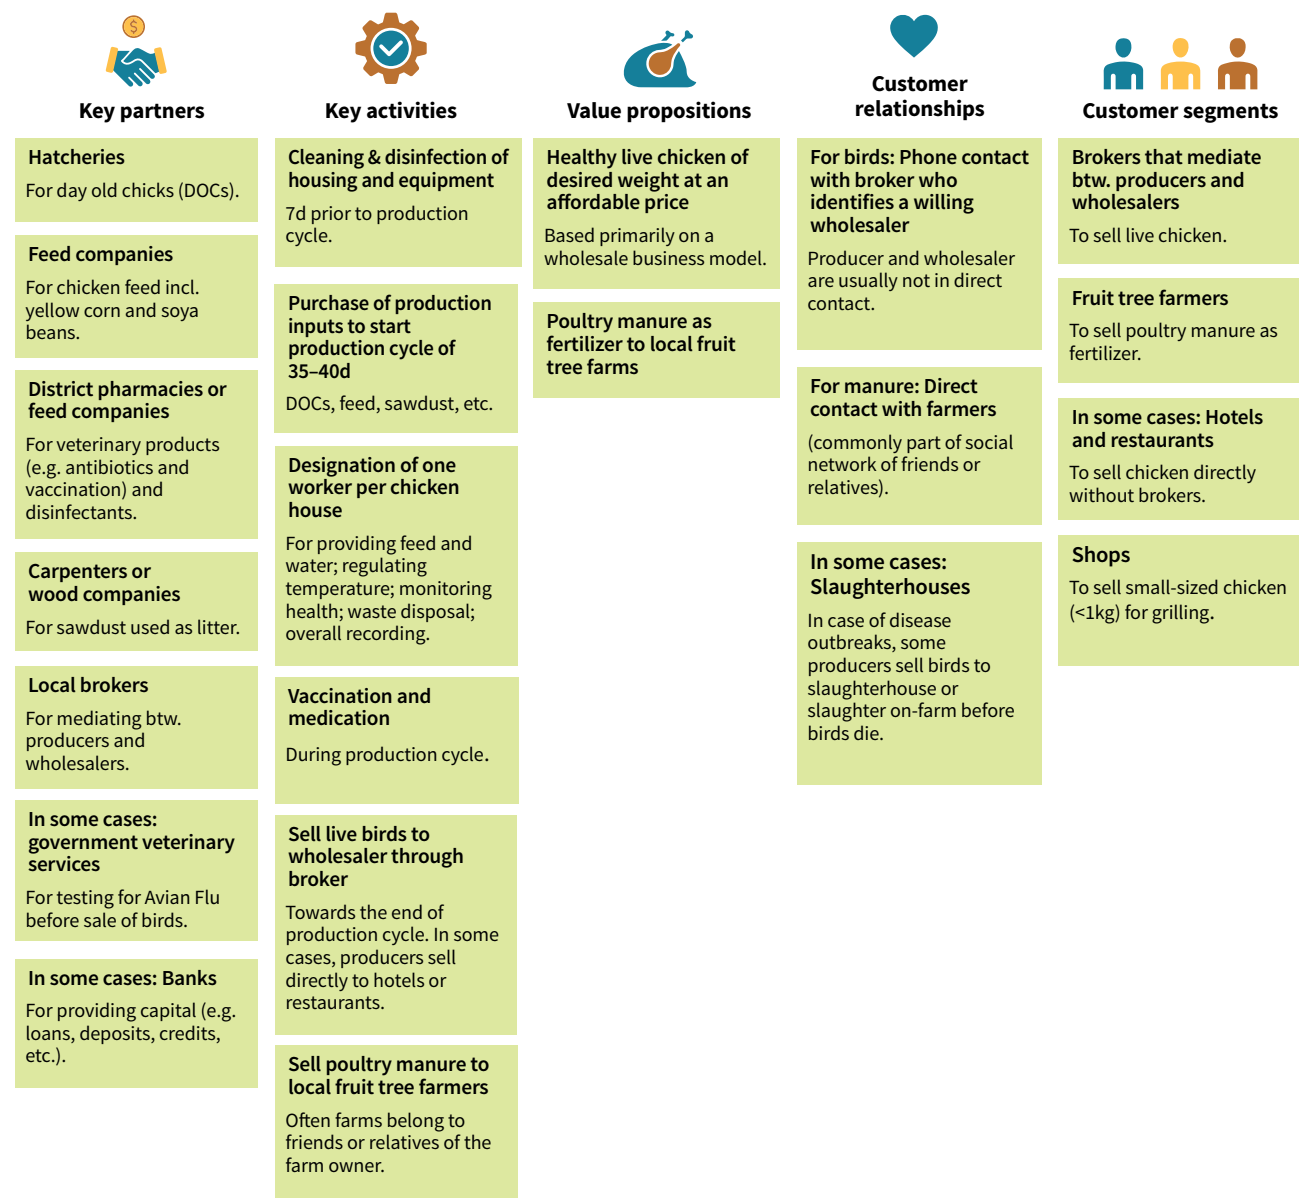 $
Key partners
Hatcheries
For day old chicks (DOCs).
Feed companies
For chicken feed incl.
yellow corn and soya
beans.
District pharmacies or
feed companies
For veterinary products
(e.g. antibiotics and
vaccination) and
disinfectants.
Carpenters or
wood companies
For sawdust used as litter.
Local brokers
For mediating btw.
producers and
wholesalers.
In some cases:
government veterinary
services
For testing for Avian Flu
before sale of birds.
In some cases: Banks
For providing capital (e.g.
loans, deposits, credits,
etc.).
Key activities
Cleaning & disinfection of
housing and equipment
7d prior to production
cycle.
Purchase of production
inputs to start
production cycle of
35–40d
DOCs, feed, sawdust, etc.
Designation of one
worker per chicken
house
For providing feed and
water; regulating
temperature; monitoring
health; waste disposal;
overall recording.
Vaccination and
medication
During production cycle.
Sell live birds to
wholesaler through
broker
Towards the end of
production cycle. In some
cases, producers sell
directly to hotels or
restaurants.
Sell poultry manure to
local fruit tree farmers
Often farms belong to
friends or relatives of the
farm owner.
Value propositions
Healthy live chicken of
desired weight at an
affordable price
Based primarily on a
wholesale business model.
Poultry manure as
fertilizer to local fruit
tree farms
Customer
relationships
For birds: Phone contact
with broker who
identifies a willing
wholesaler
Producer and wholesaler
are usually not in direct
contact.
For manure: Direct
contact with farmers
(commonly part of social
network of friends or
relatives).
In some cases:
Slaughterhouses
In case of disease
outbreaks, some
producers sell birds to
slaughterhouse or
slaughter on-farm before
birds die.
Customer segments
Brokers that mediate
btw. producers and
wholesalers
To sell live chicken.
Fruit tree farmers
To sell poultry manure as
fertilizer.
In some cases: Hotels
and restaurants
To sell chicken directly
without brokers.
Shops
To sell small-sized chicken
(<1kg) for grilling.